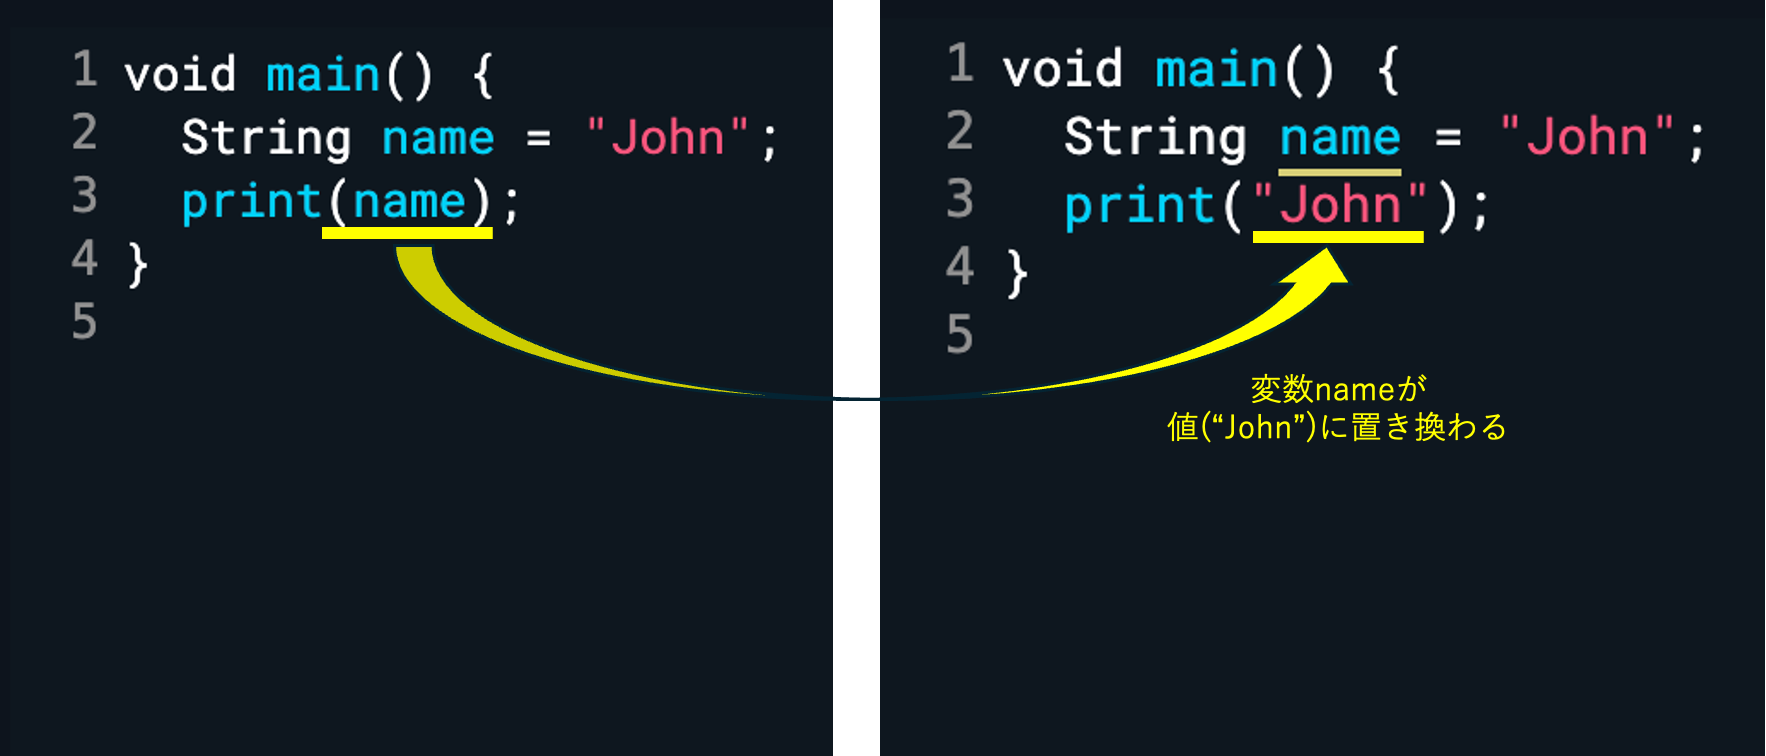 1 void main() {
2 String name = "John";
3 print(name);
4 }
5
1 void main() {
2 String name = "John";
3 print("John");
4 }
5
変数nameが
値(“John”)に置き換わる